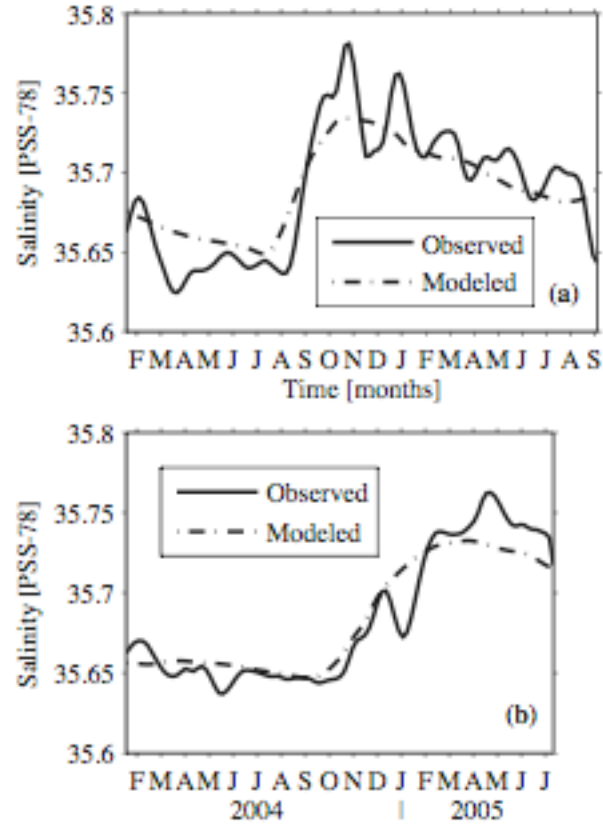 35.8
35.75
35.7
35.65
35.6
Salinity [PSS-78]
Observed
Modeled
(a)
F M A M J J A S O N D J F M A M J J A S
Time [months]
35.8
35.75
35.7
35.65
35.6
Salinity [PSS-78]
Observed
Modeled
(b)
F M A M J J A S O N D J F M A M J J
2004 | 2005